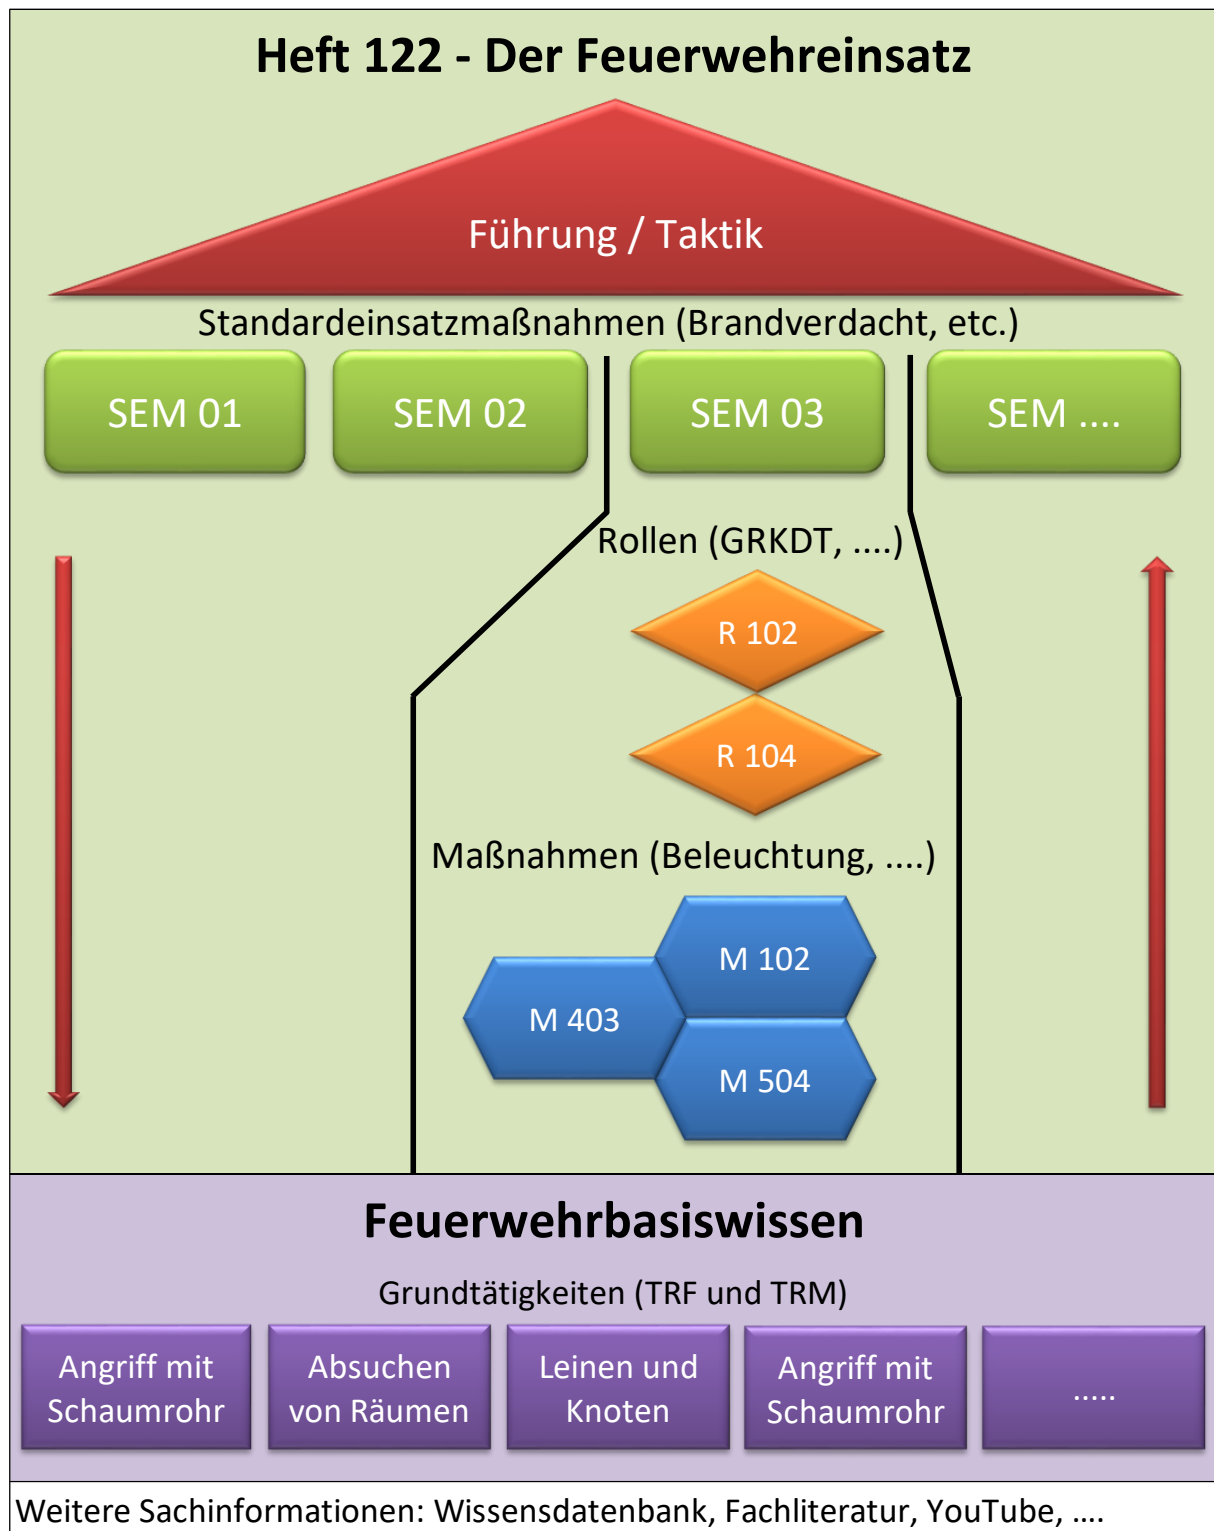 Heft 122 - Der Feuerwehreinsatz
Führung / Taktik
Standardeinsatzmaßnahmen (Brandverdacht, etc.)
SEM 01
SEM 02
SEM 03
SEM ....
Rollen (GRKDT, ....)
R 102
R 104
Maßnahmen (Beleuchtung, ....)
M 102
M 403
M 504
Feuerwehrbasiswissen
Grundtätigkeiten (TRF und TRM)
Angriff mit
Schaumrohr
Absuchen
von Räumen
Leinen und
Knoten
Angriff mit
Schaumrohr
.....
Weitere Sachinformationen: Wissensdatenbank, Fachliteratur, YouTube, ....